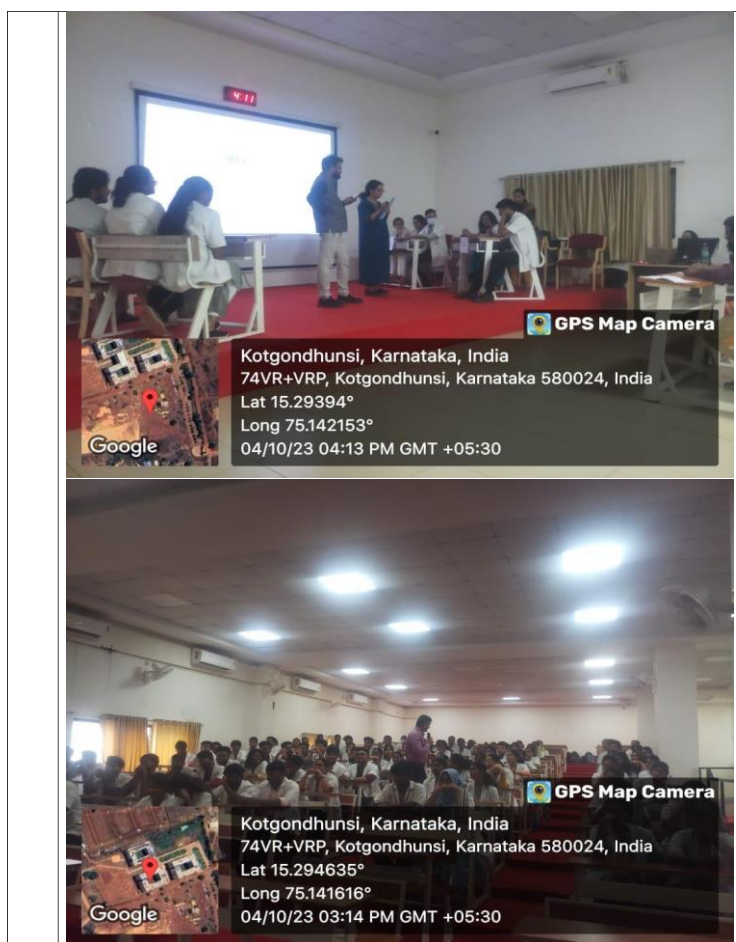 4:11
GPS Map Camera
Kotgondhunsi, Karnataka, India
74VR+VRP, Kotgondhunsi, Karnataka 580024, India
Lat 15.29394°
Long 75.142153°
04/10/23 04:13 PM GMT +05:30
Google
GPS Map Camera
Kotgondhunsi, Karnataka, India
74VR+VRP, Kotgondhunsi, Karnataka 580024, India
Lat 15.294635°
Long 75.141616°
04/10/23 03:14 PM GMT +05:30
Google